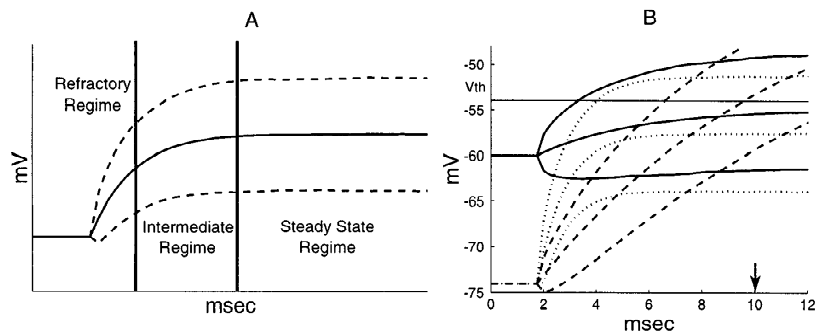 A
Refractory
Regime
Intermediate
Regime
Steady State
Regime
mV
msec
B
-50
Vth
-55
-60
-65
-70
-75
mV
0 2 4 6 8 10 12
msec